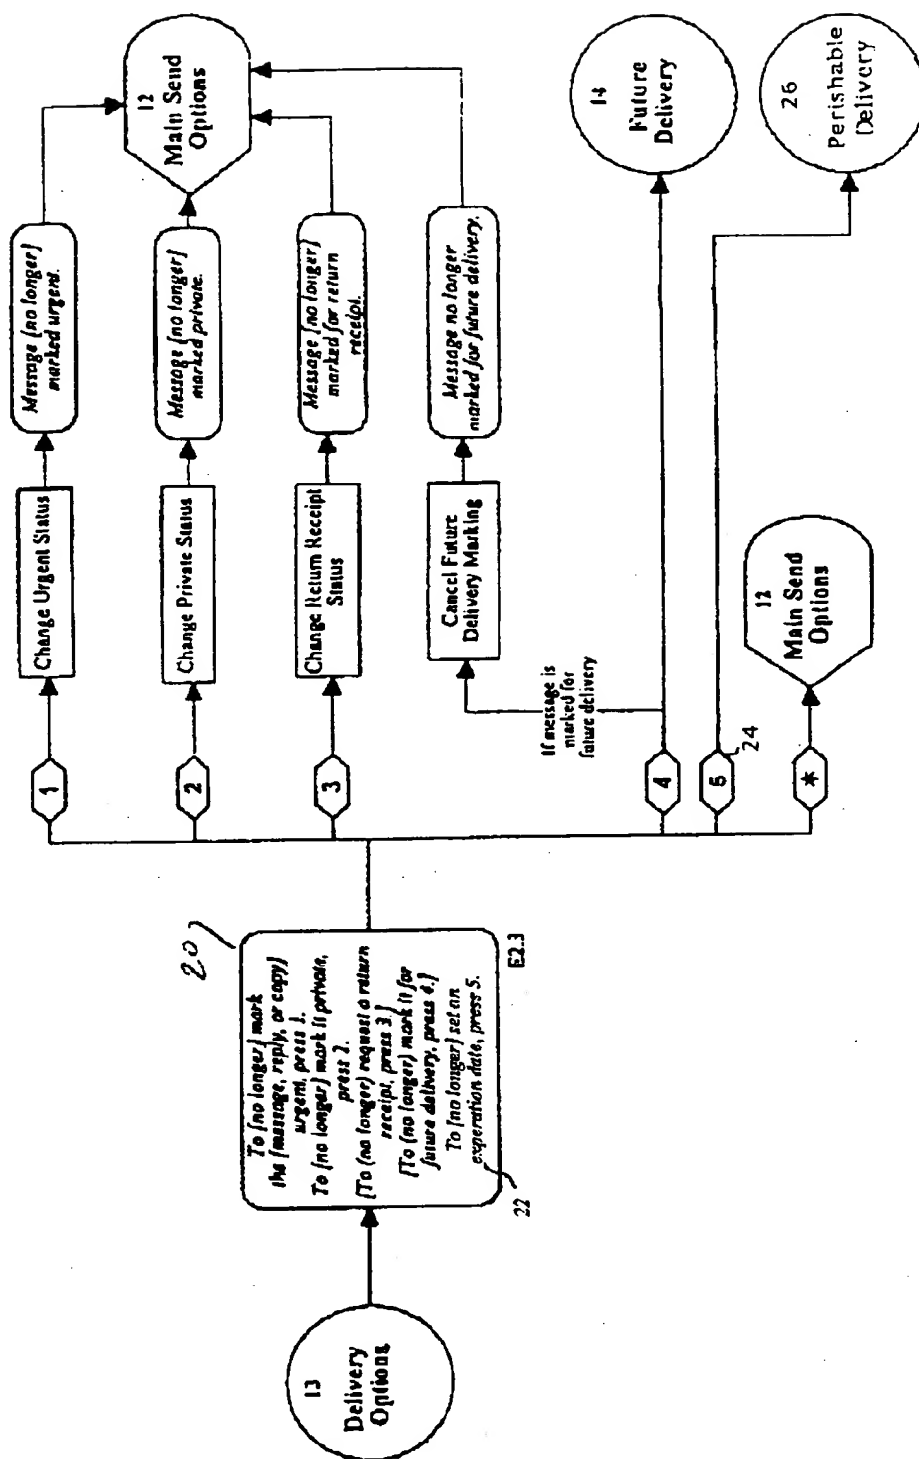 13
Delivery
Options
20
To [no longer] mark
the [message, reply, or copy]
urgent, press 1.
To [no longer] mark it private,
press 2.
[To (no longer) request a return
receipt, press 3.]
[To (no longer) mark it for
future delivery, press 4.]
To [no longer] set an
experation date, press 5.
22
E2.3
1
Change Urgent Status
Message [no longer]
marked urgent.
2
Change Private Status
Message [no longer]
marked private.
12
Main Send
Options
3
Change Return Receipt
Status
Message [no longer]
marked for return
receipt.
If message is
marked for
future delivery
Cancel Future
Delivery Marking
Message no longer
marked for future delivery.
4
14
Future
Delivery
5
24
26
Perishable
Delivery
*
12
Main Send
Options